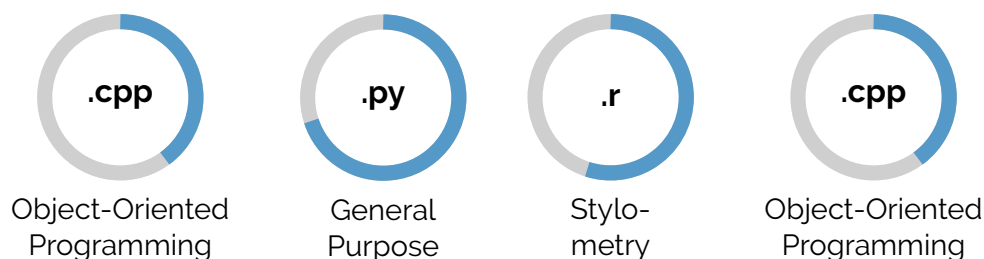 .cpp
.py
.r
.cpp
Object-Oriented
Programming
General
Purpose
Stylo-
metry
Object-Oriented
Programming